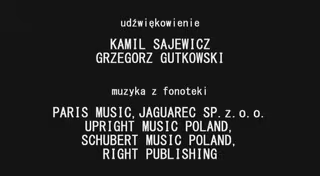 udźwiękowienie
KAMIL SAJEWICZ
GRZEGORZ GUTKOWSKI
muzyka z fonoteki
PARIS MUSIC, JAGUAREC SP. z. o. o.
UPRIGHT MUSIC POLAND,
SCHUBERT MUSIC POLAND,
RIGHT PUBLISHING